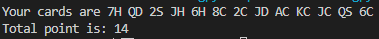 Your cards are 7H QD 2S JH 6H 8C 2C JD AC KC JC QS 6C
Total point is: 14